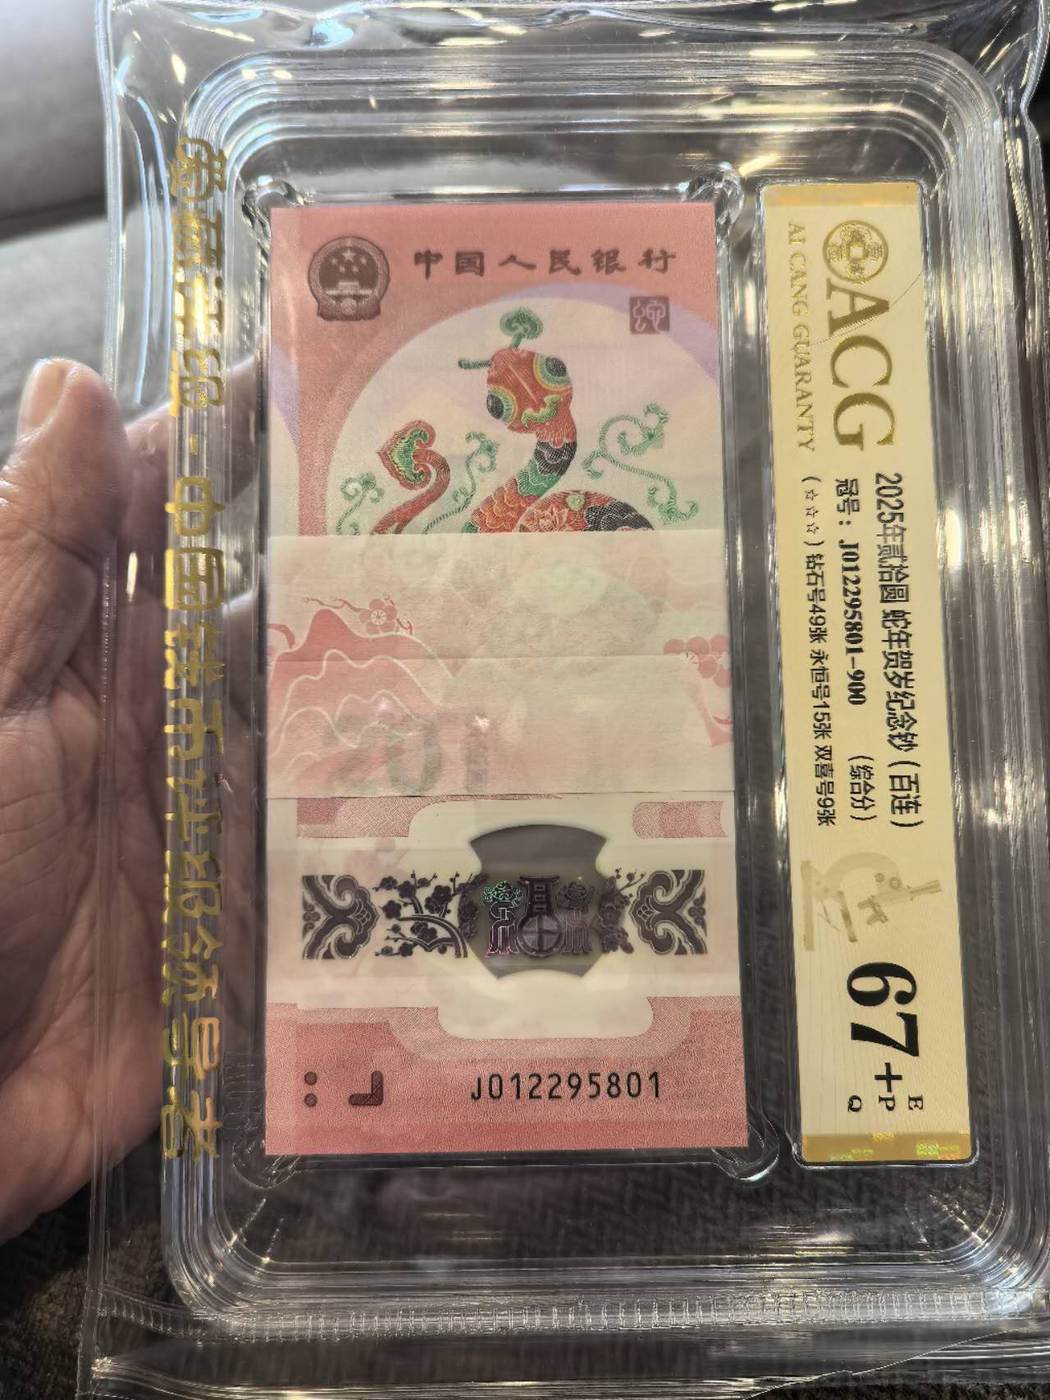 中国人民银行
J012295801
ACG
AI CANG GUARANTY
2025年贰拾圆 蛇年贺岁纪念钞（百连）
冠号：J012295801-900 （综合分）
（☆☆☆）钻石号49张 永恒号15张 双喜号9张
67+
E
P
Q